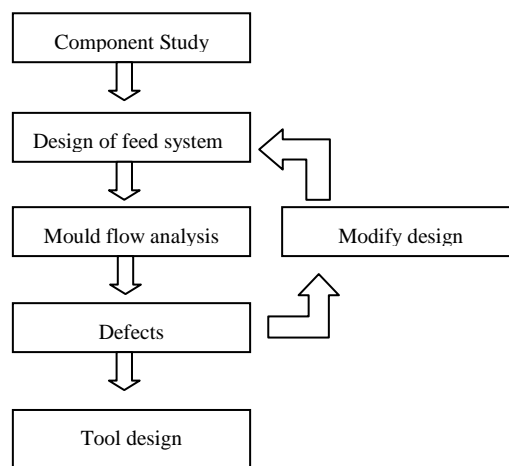 Component Study
Design of feed system
Mould flow analysis
Modify design
Defects
Tool design